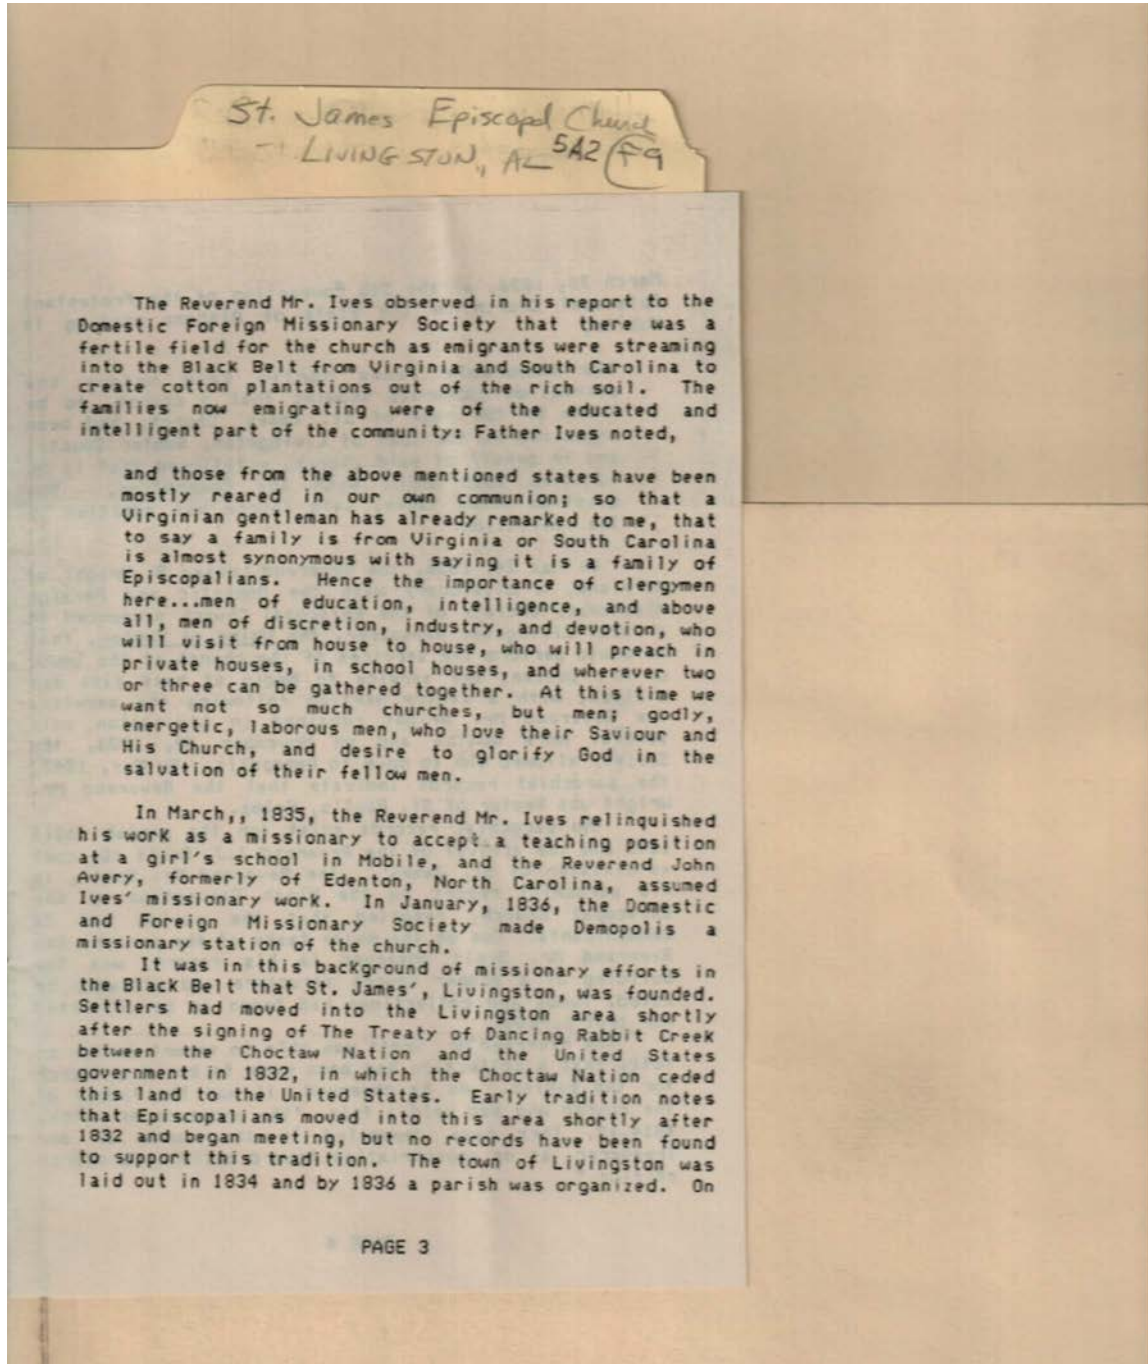 St. James Episcopal Church
LIVINGSTON, AL 5A2 F9
The Reverend Mr. Ives observed in his report to the
Domestic Foreign Missionary Society that there was a
fertile field for the church as emigrants were streaming
into the Black Belt from Virginia and South Carolina to
create cotton plantations out of the rich soil. The
families now emigrating were of the educated and
intelligent part of the community: Father Ives noted,
and those from the above mentioned states have been
mostly reared in our own communion; so that a
Virginian gentleman has already remarked to me, that
to say a family is from Virginia or South Carolina
is almost synonymous with saying it is a family of
Episcopalians. Hence the importance of clergymen
here...men of education, intelligence, and above
all, men of discretion, industry, and devotion, who
will visit from house to house, who will preach in
private houses, in school houses, and wherever two
or three can be gathered together. At this time we
want not so much churches, but men; godly,
energetic, laborous men, who love their Saviour and
His Church, and desire to glorify God in the
salvation of their fellow men.
In March,, 1835, the Reverend Mr. Ives relinquished
his work as a missionary to accept a teaching position
at a girl's school in Mobile, and the Reverend John
Avery, formerly of Edenton, North Carolina, assumed
Ives' missionary work. In January, 1836, the Domestic
and Foreign Missionary Society made Demopolis a
missionary station of the church.
It was in this background of missionary efforts in
the Black Belt that St. James', Livingston, was founded.
Settlers had moved into the Livingston area shortly
after the signing of The Treaty of Dancing Rabbit Creek
between the Choctaw Nation and the United States
government in 1832, in which the Choctaw Nation ceded
this land to the United States. Early tradition notes
that Episcopalians moved into this area shortly after
1832 and began meeting, but no records have been found
to support this tradition. The town of Livingston was
laid out in 1834 and by 1836 a parish was organized. On
PAGE 3